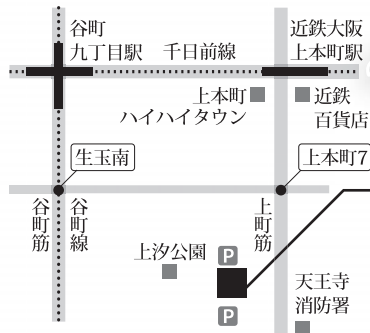 谷町
九丁目駅
千日前線
近鉄大阪
上本町駅
上本町
ハイハイタウン
近鉄
百貨店
生玉南
上本町7
谷町筋
谷町線
上町筋
上汐公園
P
P
天王寺
消防署